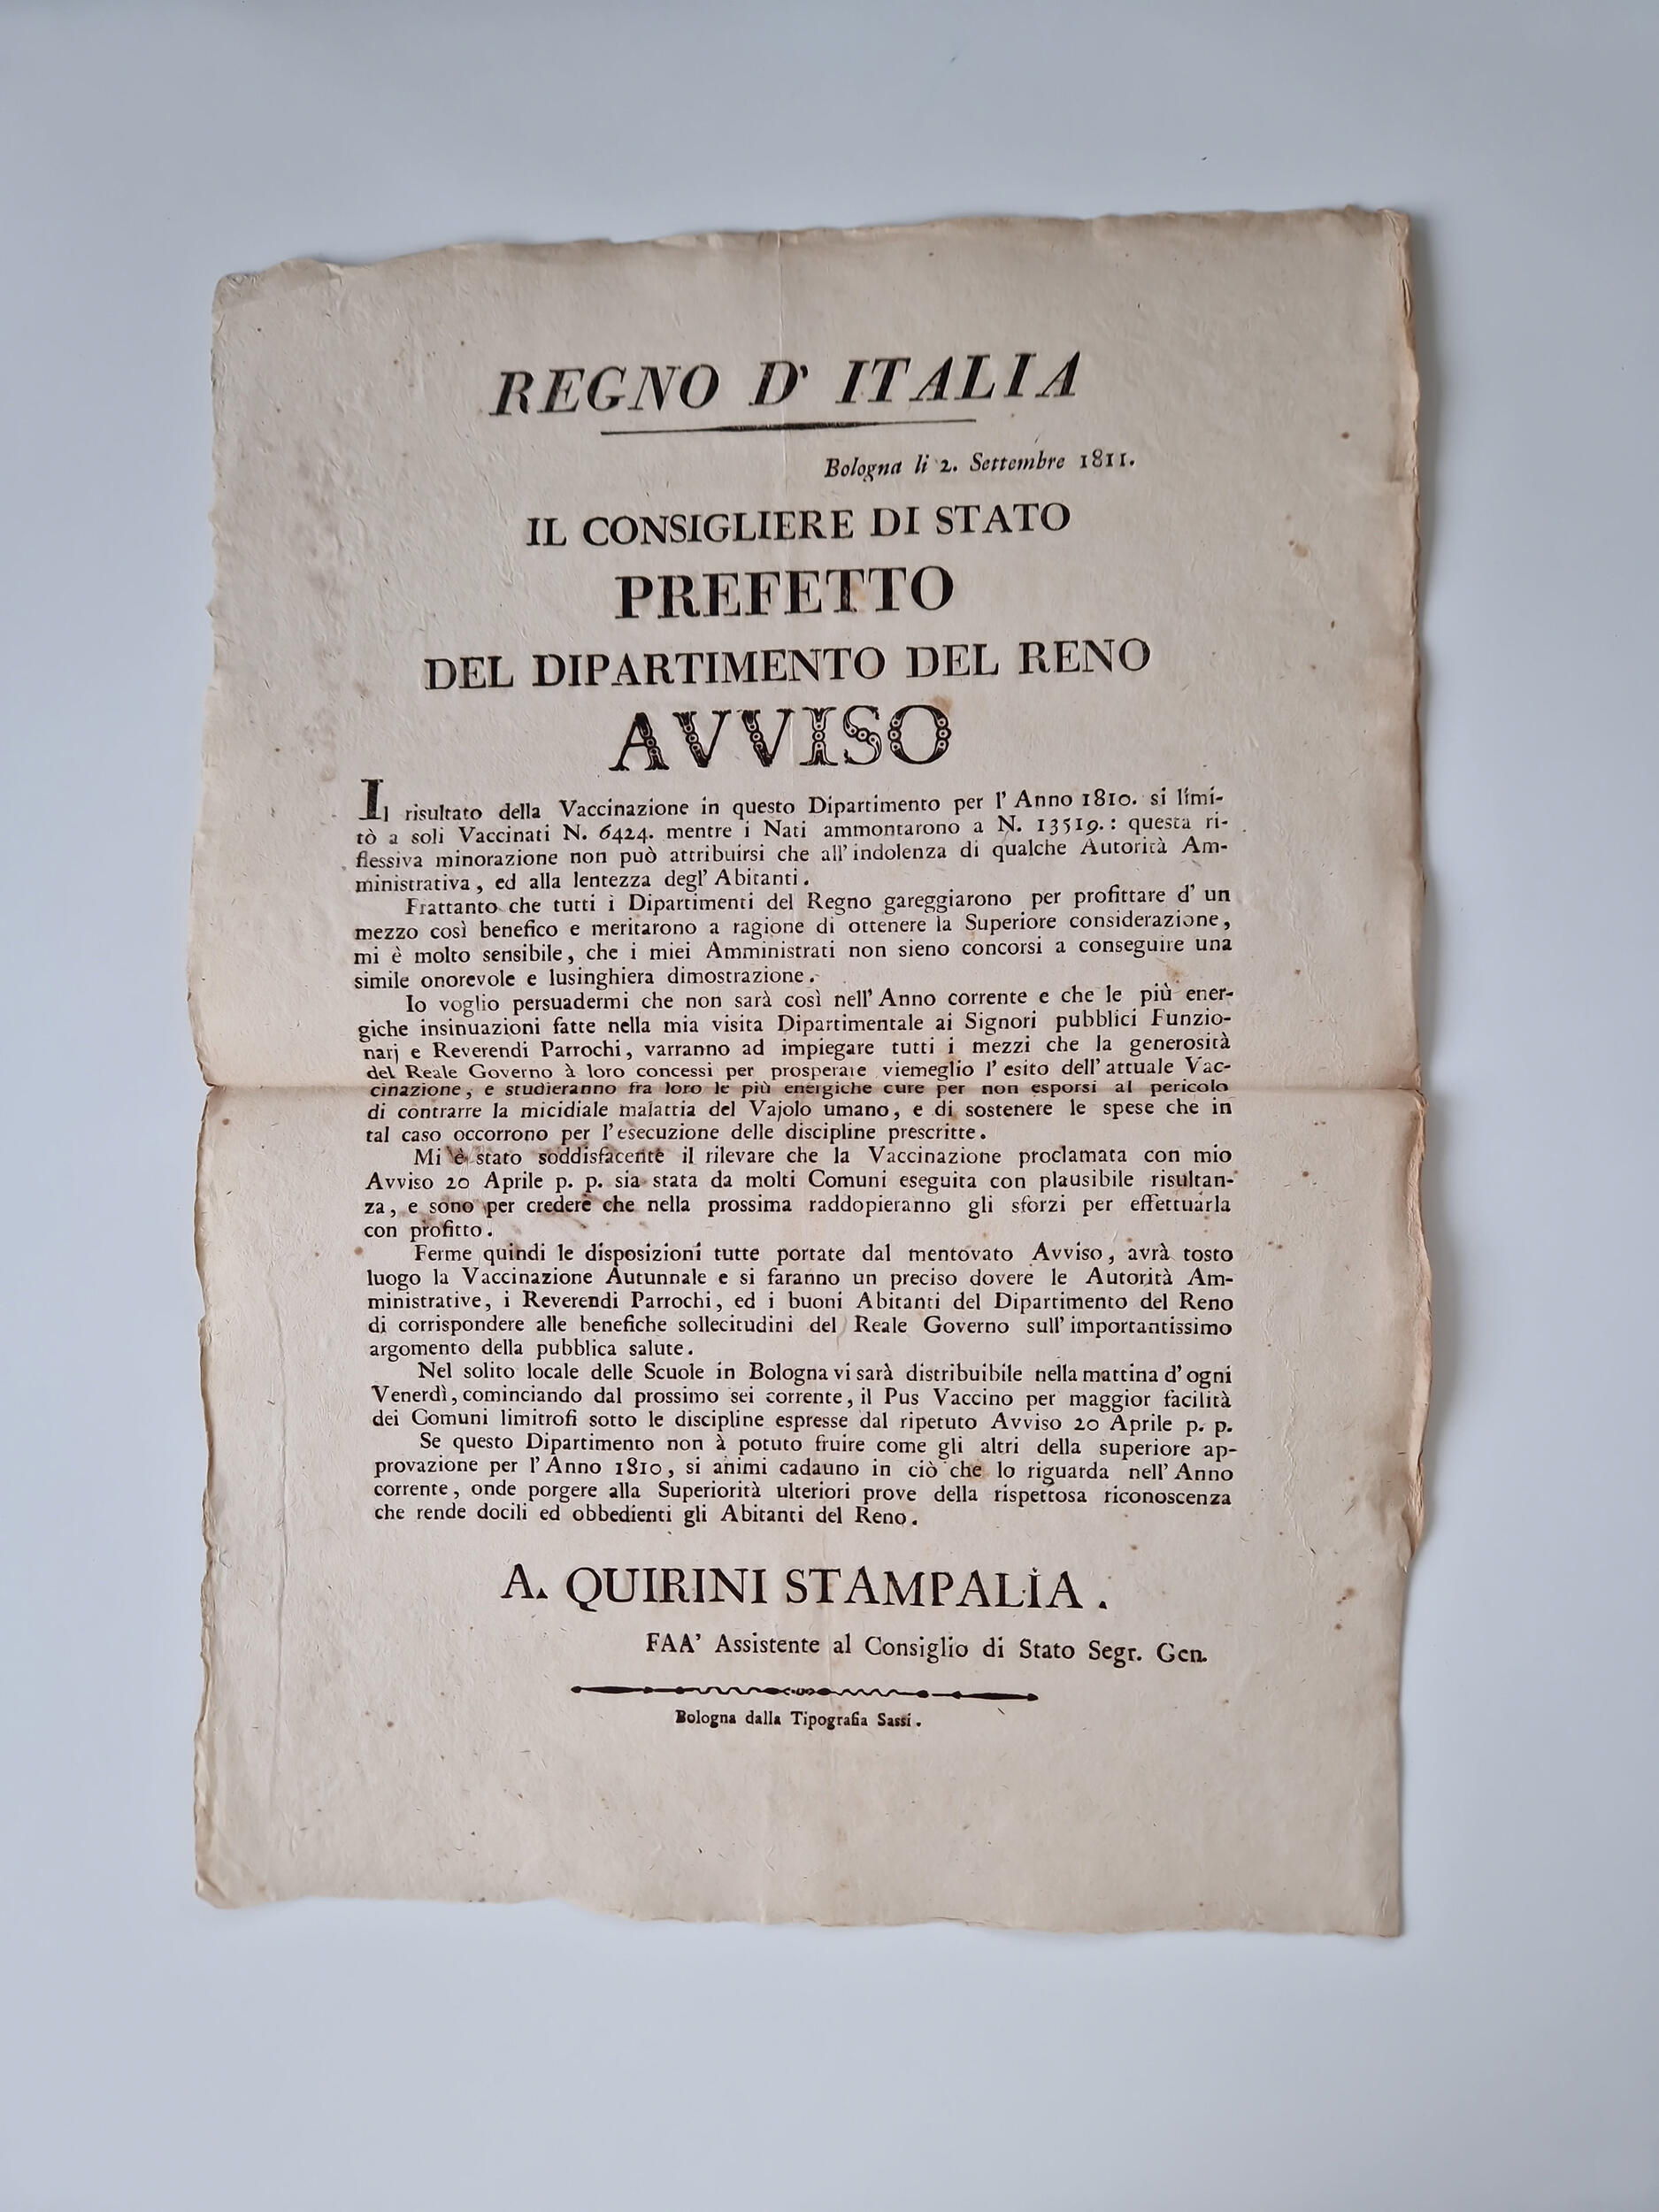 REGNO D' ITALIA
Bologna li 2. Settembre 1811.
IL CONSIGLIERE DI STATO
PREFETTO
DEL DIPARTIMENTO DEL RENO
AVVISO
Il risultato della Vaccinazione in questo Dipartimento per l' Anno 1810. si limi-
tò a soli Vaccinati N. 6424. mentre i Nati ammontarono a N. 13519. : questa ri-
flessiva minorazione non può attribuirsi che all' indolenza di qualche Autorità Am-
ministrativa, ed alla lentezza degl' Abitanti.
Frattanto che tutti i Dipartimenti del Regno gareggiarono per profittare d' un
mezzo così benefico e meritarono a ragione di ottenere la Superiore considerazione,
mi è molto sensibile, che i miei Amministrati non sieno concorsi a conseguire una
simile onorevole e lusinghiera dimostrazione.
Io voglio persuadermi che non sarà così nell' Anno corrente e che le più ener-
giche insinuazioni fatte nella mia visita Dipartimentale ai Signori pubblici Funzio-
narj e Reverendi Parrochi, varranno ad impiegare tutti i mezzi che la generosità
del Reale Governo à loro concessi per prosperare viemeglio l' esito dell' attuale Vac-
cinazione, e studieranno fra loro le più energiche cure per non esporsi al pericolo
di contrarre la micidiale malattia del Vajolo umano, e di sostenere le spese che in
tal caso occorrono per l' esecuzione delle discipline prescritte.
Mi è stato soddisfacente il rilevare che la Vaccinazione proclamata con mio
Avviso 20 Aprile p. p. sia stata da molti Comuni eseguita con plausibile risultan-
za, e sono per credere che nella prossima raddopieranno gli sforzi per effettuarla
con profitto.
Ferme quindi le disposizioni tutte portate dal mentovato Avviso, avrà tosto
luogo la Vaccinazione Autunnale e si faranno un preciso dovere le Autorità Am-
ministrative, i Reverendi Parrochi, ed i buoni Abitanti del Dipartimento del Reno
di corrispondere alle benefiche sollecitudini del Reale Governo sull' importantissimo
argomento della pubblica salute.
Nel solito locale delle Scuole in Bologna vi sarà distribuibile nella mattina d' ogni
Venerdì, cominciando dal prossimo sei corrente, il Pus Vaccino per maggior facilità
dei Comuni limitrofi sotto le discipline espresse dal ripetuto Avviso 20 Aprile p. p.
Se questo Dipartimento non à potuto fruire come gli altri della superiore ap-
provazione per l' Anno 1810, si animi cadauno in ciò che lo riguarda nell' Anno
corrente, onde porgere alla Superiorità ulteriori prove della rispettosa riconoscenza
che rende docili ed obbedienti gli Abitanti del Reno.
A. QUIRINI STAMPALIA.
FAA' Assistente al Consiglio di Stato Segr. Gen.
Bologna dalla Tipografia Sassi.